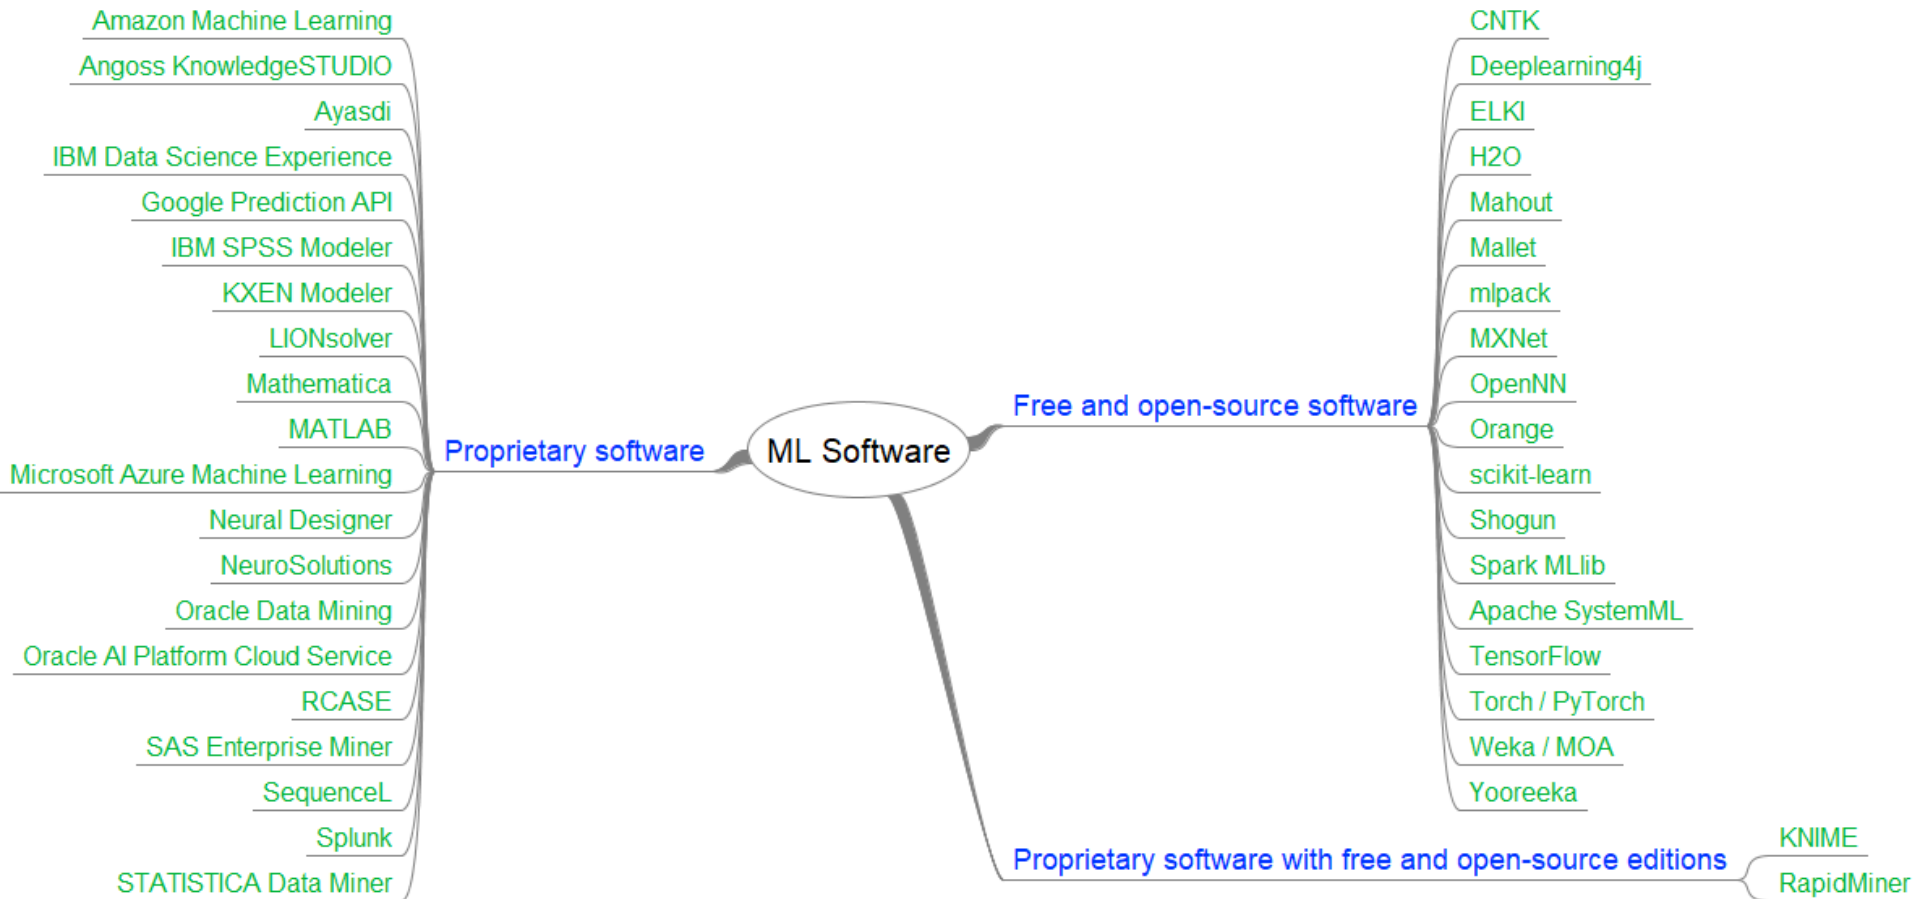 Amazon Machine Learning
Angoss KnowledgeSTUDIO
Ayasdi
IBM Data Science Experience
Google Prediction API
IBM SPSS Modeler
KXEN Modeler
LIONsolver
Mathematica
MATLAB
Microsoft Azure Machine Learning
Neural Designer
NeuroSolutions
Oracle Data Mining
Oracle AI Platform Cloud Service
RCASE
SAS Enterprise Miner
SequenceL
Splunk
STATISTICA Data Miner
Proprietary software
ML Software
Free and open-source software
CNTK
Deeplearning4j
ELKI
H2O
Mahout
Mallet
mlpack
MXNet
OpenNN
Orange
scikit-learn
Shogun
Spark MLlib
Apache SystemML
TensorFlow
Torch / PyTorch
Weka / MOA
Yooreeka
Proprietary software with free and open-source editions
KNIME
RapidMiner